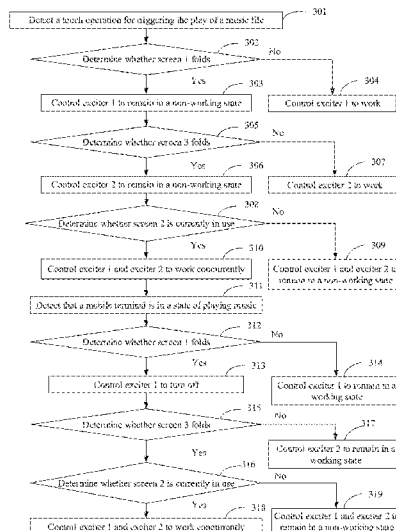 Detect a touch operation for triggering the play of a music file
301
302
Determine whether screen 1 folds
No
Yes
303
304
Control exciter 1 to remain in a non-working state
Control exciter 1 to work
305
Determine whether screen 3 folds
No
Yes
306
307
Control exciter 2 to remain in a non-working state
Control exciter 2 to work
308
Determine whether screen 2 is currently in use
No
Yes
310
309
Control exciter 1 and exciter 2 to work concurrently
Control exciter 1 and exciter 2 to
remain in a non-working state
311
Detect that a mobile terminal is in a state of playing music
312
Determine whether screen 1 folds
No
Yes
313
314
Control exciter 1 to turn off
Control exciter 1 to remain in a
working state
315
Determine whether screen 3 folds
No
317
Yes
Control exciter 2 to remain in a
working state
316
Determine whether screen 2 is currently in use
No
Yes
318
319
Control exciter 1 and exciter 2 to work concurrently
Control exciter 1 and exciter 2 to
remain in a non-working state